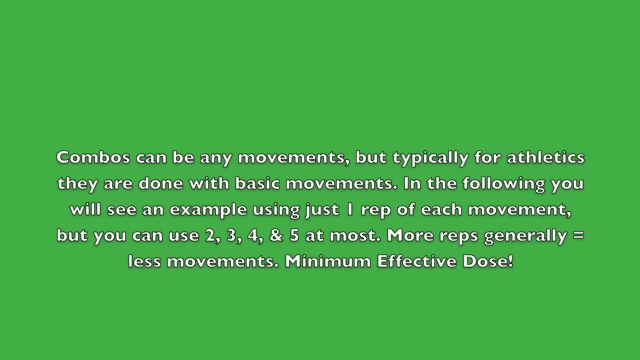 Combos can be any movements, but typically for athletics
they are done with basic movements. In the following you
will see an example using just 1 rep of each movement,
but you can use 2, 3, 4, & 5 at most. More reps generally =
less movements. Minimum Effective Dose!